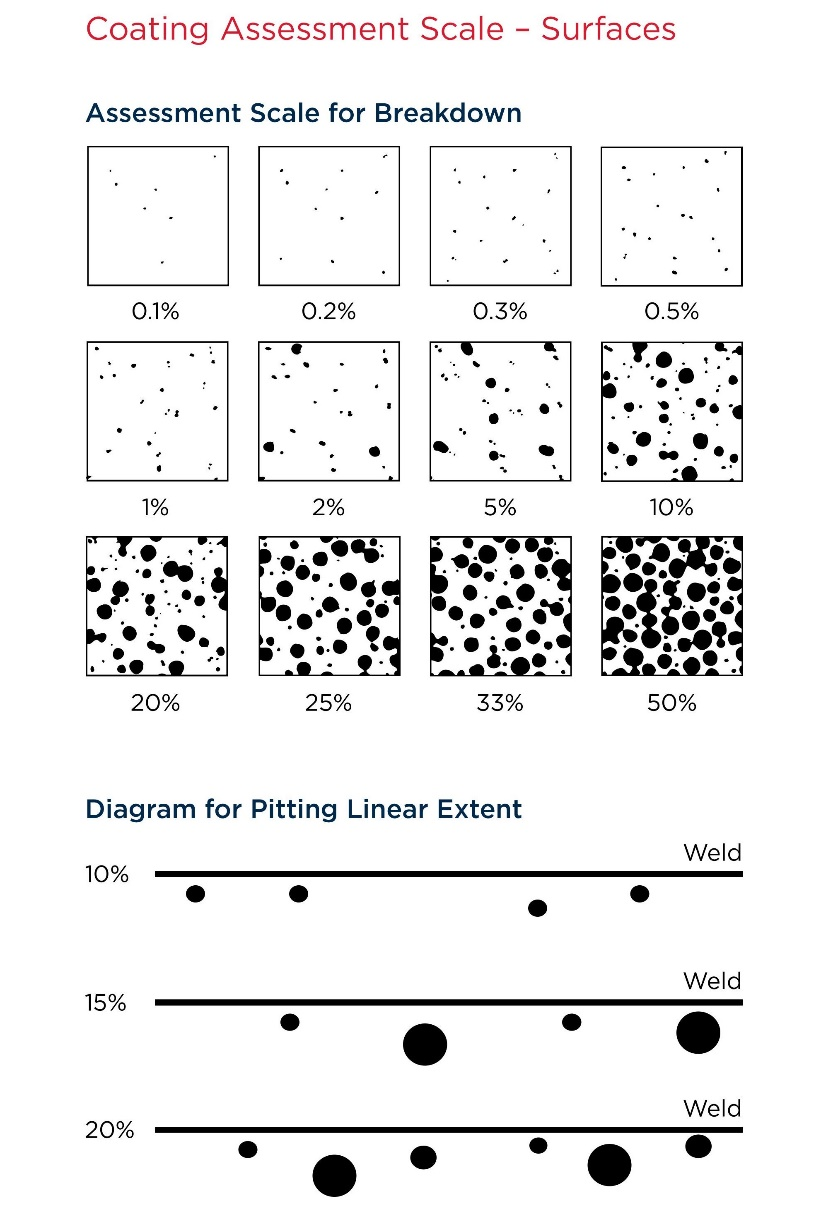 Coating Assessment Scale – Surfaces
Assessment Scale for Breakdown
0.1% 0.2% 0.3% 0.5%
1% 2% 5% 10%
20% 25% 33% 50%
Diagram for Pitting Linear Extent
Weld
10%
Weld
15%
Weld
20%